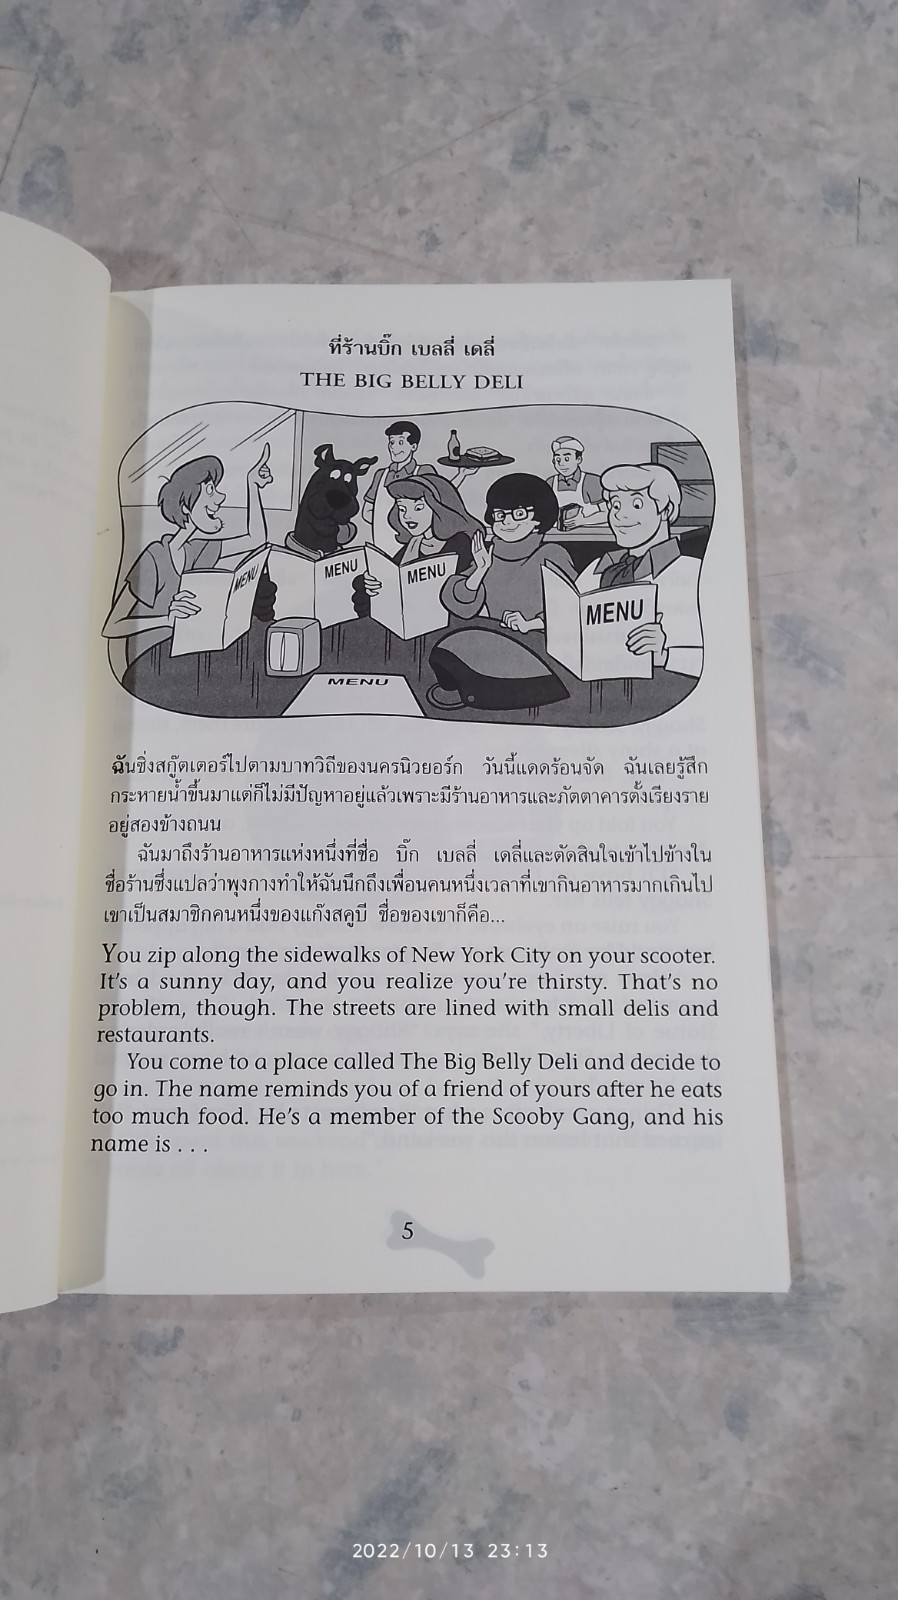 ที่ร้านบิ๊ก เบลลี่ เดลี่
THE BIG BELLY DELI
MENU
MENU
MENU
MENU
MENU
ฉันซิ่งสกู๊ตเตอร์ไปตามบาทวิถีของนครนิวยอร์ก วันนี้แดดร้อนจัด ฉันเลยรู้สึก
กระหายน้ำขึ้นมาแต่ก็ไม่มีปัญหาอยู่แล้วเพราะมีร้านอาหารและภัตตาคารตั้งเรียงราย
อยู่สองข้างถนน
ฉันมาถึงร้านอาหารแห่งหนึ่งที่ชื่อ บิ๊ก เบลลี่ เดลี่และตัดสินใจเข้าไปข้างใน
ชื่อร้านซึ่งแปลว่าพุงกางทำให้ฉันนึกถึงเพื่อนคนหนึ่งเวลาที่เขากินอาหารมากเกินไป
เขาเป็นสมาชิกคนหนึ่งของแก๊งสคูบี ชื่อของเขาก็คือ...
You zip along the sidewalks of New York City on your scooter.
It's a sunny day, and you realize you're thirsty. That's no
problem, though. The streets are lined with small delis and
restaurants.
You come to a place called The Big Belly Deli and decide to
go in. The name reminds you of a friend of yours after he eats
too much food. He's a member of the Scooby Gang, and his
name is . . .
5
2022/10/13 23:13